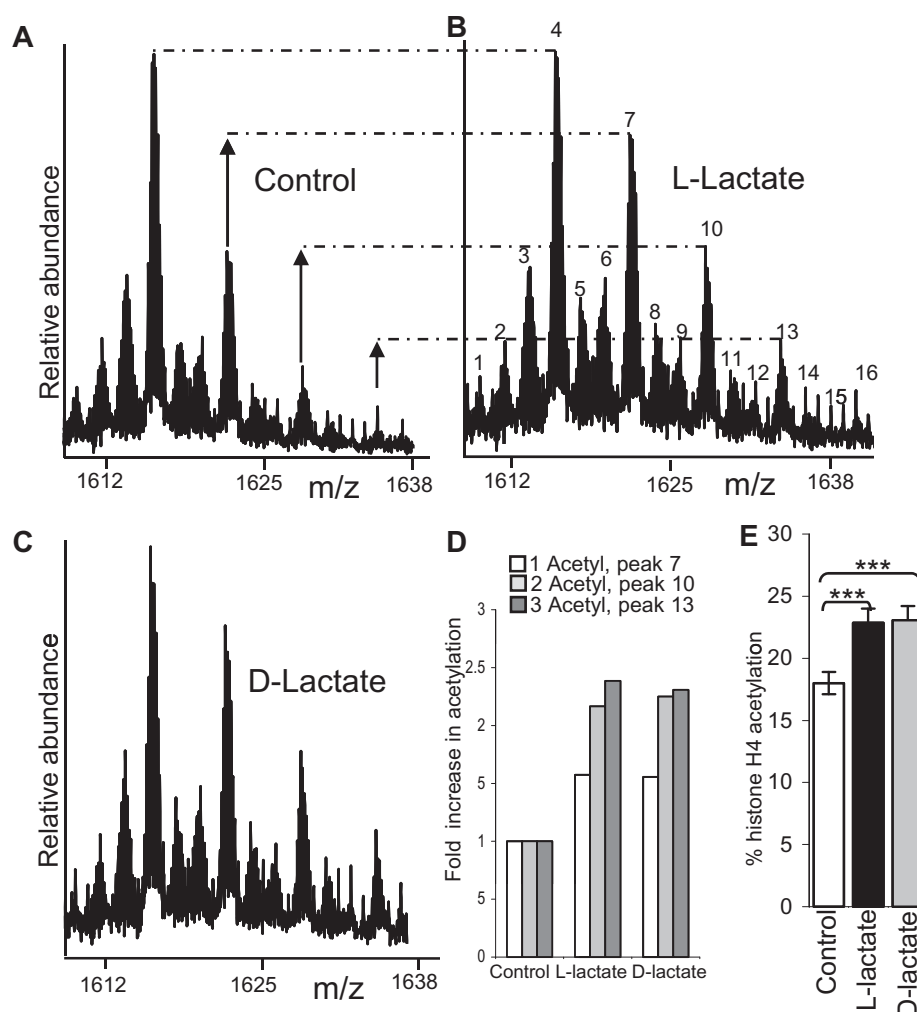 A
B
4
7
Control
L-Lactate
10
3
6
5
8
2
9
13
1
11
12
14
15
16
Relative abundance
1612
1625
m/z
1638
1612
1625
m/z
1638
C
D-Lactate
Relative abundance
1612
1625
m/z
1638
D
1 Acetyl, peak 7
2 Acetyl, peak 10
3 Acetyl, peak 13
Fold increase in acetylation
3
2.5
2
5
1
5
0
Control
L-lactate
D-lactate
E
% histone H4 acetylation
30
25
20
15
10
5
0
***
***
Control
L-lactate
D-lactate